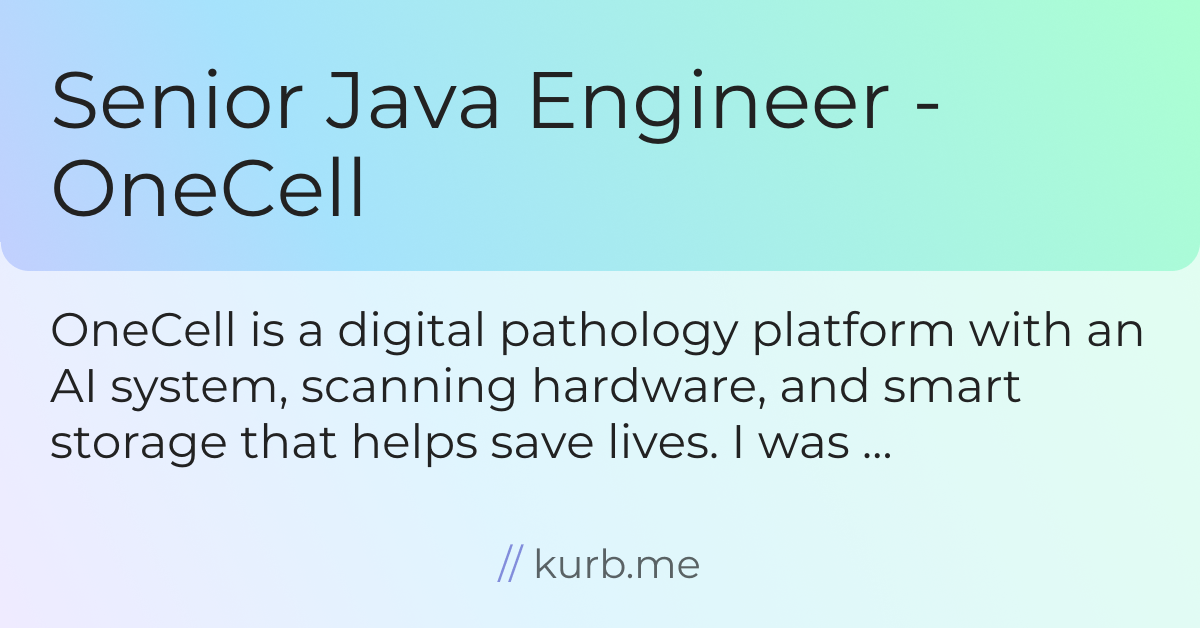 Senior Java Engineer -
OneCell
OneCell is a digital pathology platform with an
AI system, scanning hardware, and smart
storage that helps save lives. I was ...
// kurb.me